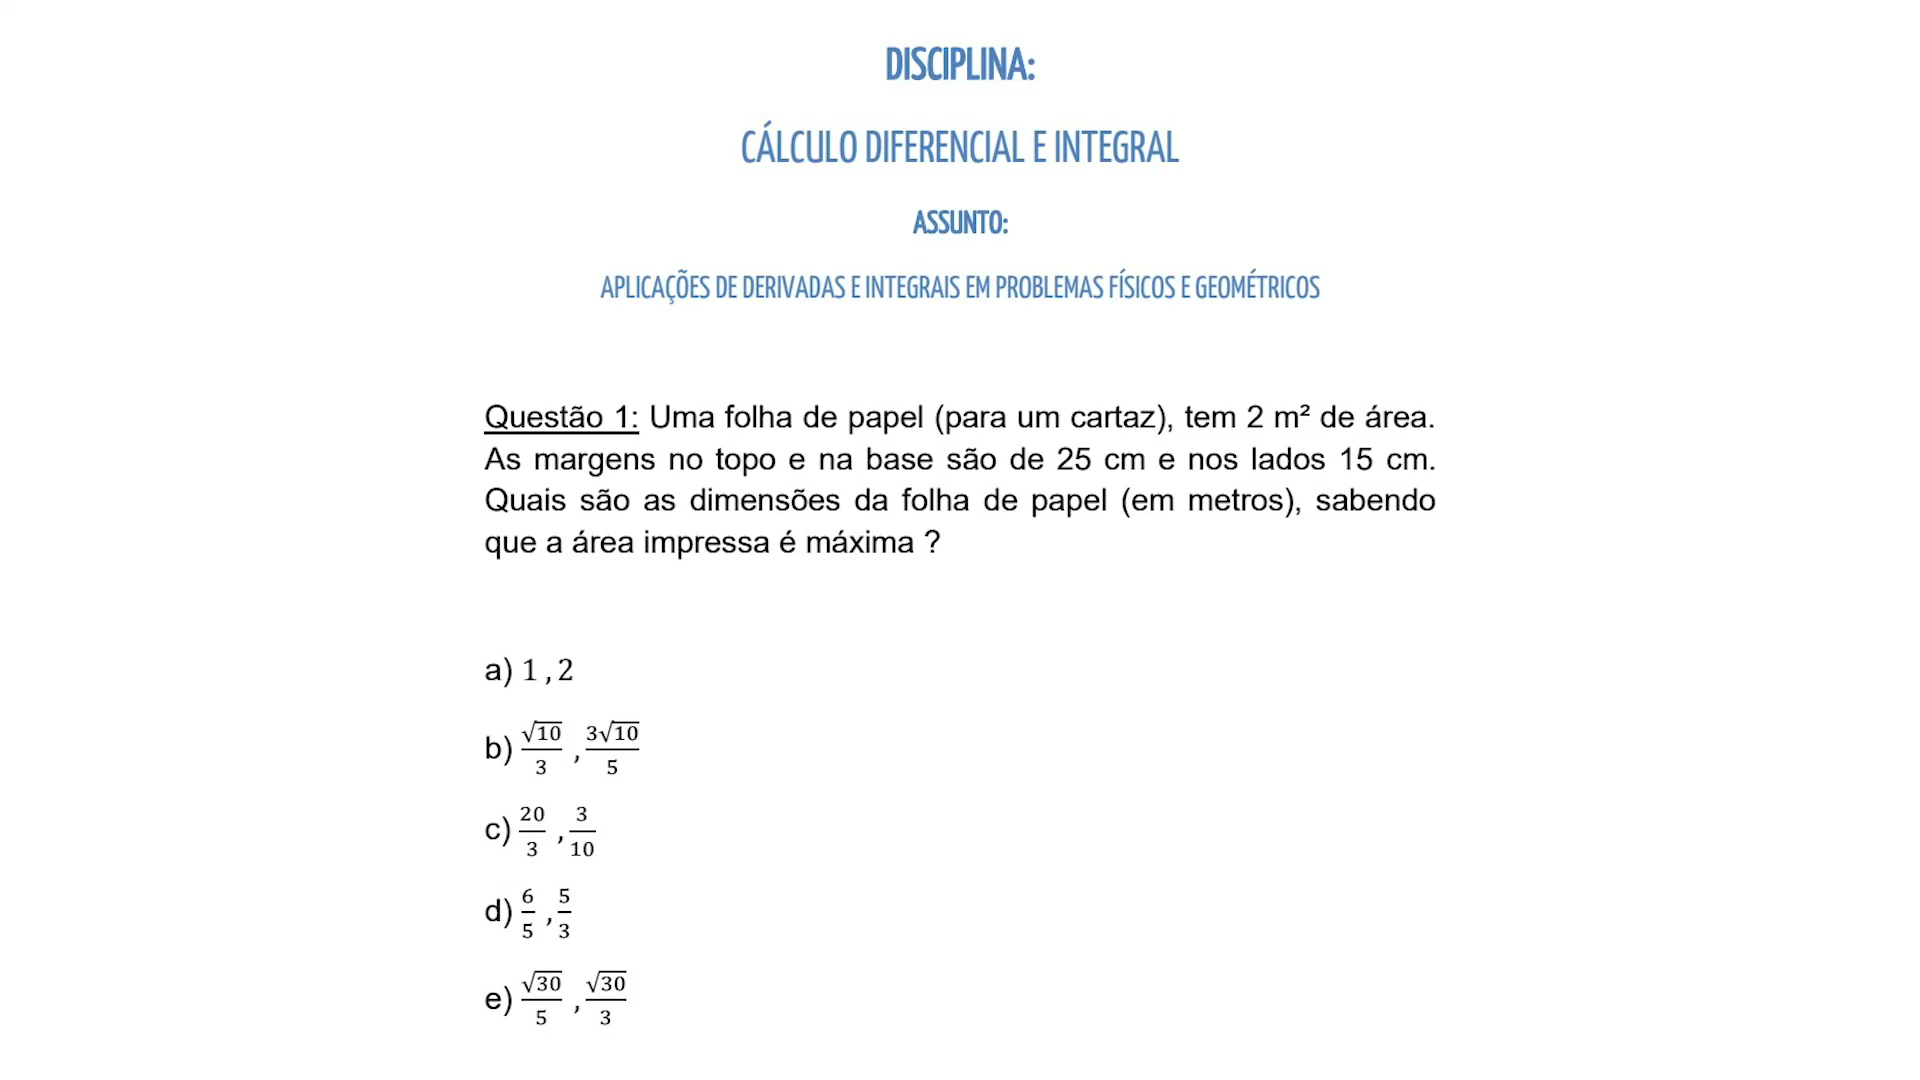 DISCIPLINA:
CÁLCULO DIFERENCIAL E INTEGRAL
ASSUNTO:
APLICAÇÕES DE DERIVADAS E INTEGRAIS EM PROBLEMAS FÍSICOS E GEOMÉTRICOS
Questão 1: Uma folha de papel (para um cartaz), tem 2 m² de área.
As margens no topo e na base são de 25 cm e nos lados 15 cm.
Quais são as dimensões da folha de papel (em metros), sabendo
que a área impressa é máxima ?
a) 1 , 2
b) √10/3 , 3√10/5
c) 20/3 , 3/10
d) 6/5 , 5/3
e) √30/5 , √30/3